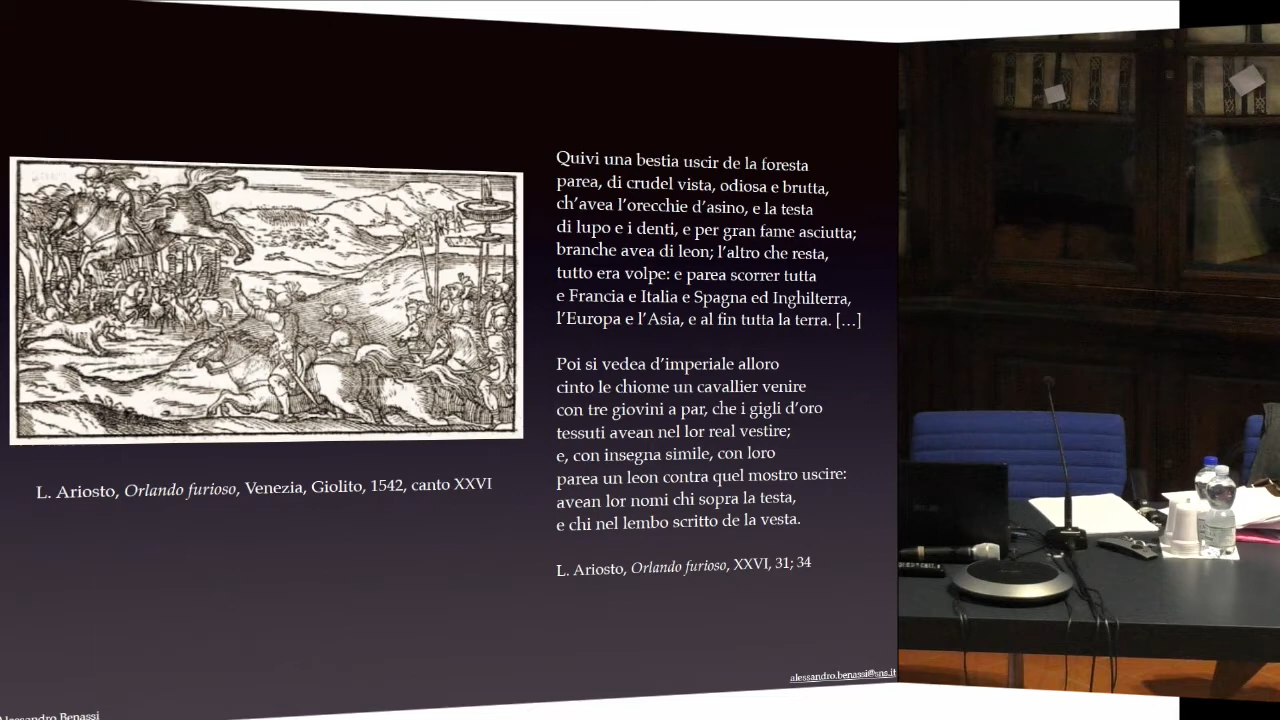 Quivi una bestia uscir de la foresta
parea, di crudel vista, odiosa e brutta,
ch'avea l'orecchie d'asino, e la testa
di lupo e i denti, e per gran fame asciutta;
branche avea di leon; l'altro che resta,
tutto era volpe: e parea scorrer tutta
e Francia e Italia e Spagna ed Inghilterra,
l'Europa e l'Asia, e al fin tutta la terra. […]
Poi si vedea d'imperiale alloro
cinto le chiome un cavallier venire
con tre giovini a par, che i gigli d'oro
tessuti avean nel lor real vestire;
e, con insegna simile, con loro
parea un leon contra quel mostro uscire:
avean lor nomi chi sopra la testa,
e chi nel lembo scritto de la vesta.
L. Ariosto, Orlando furioso, XXVI, 31; 34
L. Ariosto, Orlando furioso, Venezia, Giolito, 1542, canto XXVI
alessandro.benassi@sns.it
Alessandro Benassi